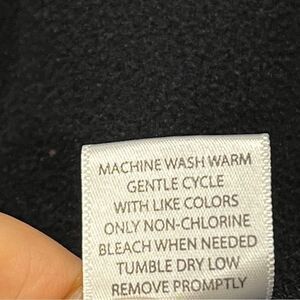 MACHINE WASH WARM
GENTLE CYCLE
WITH LIKE COLORS
ONLY NON-CHLORINE
BLEACH WHEN NEEDED
TUMBLE DRY LOW
REMOVE PROMPTLY